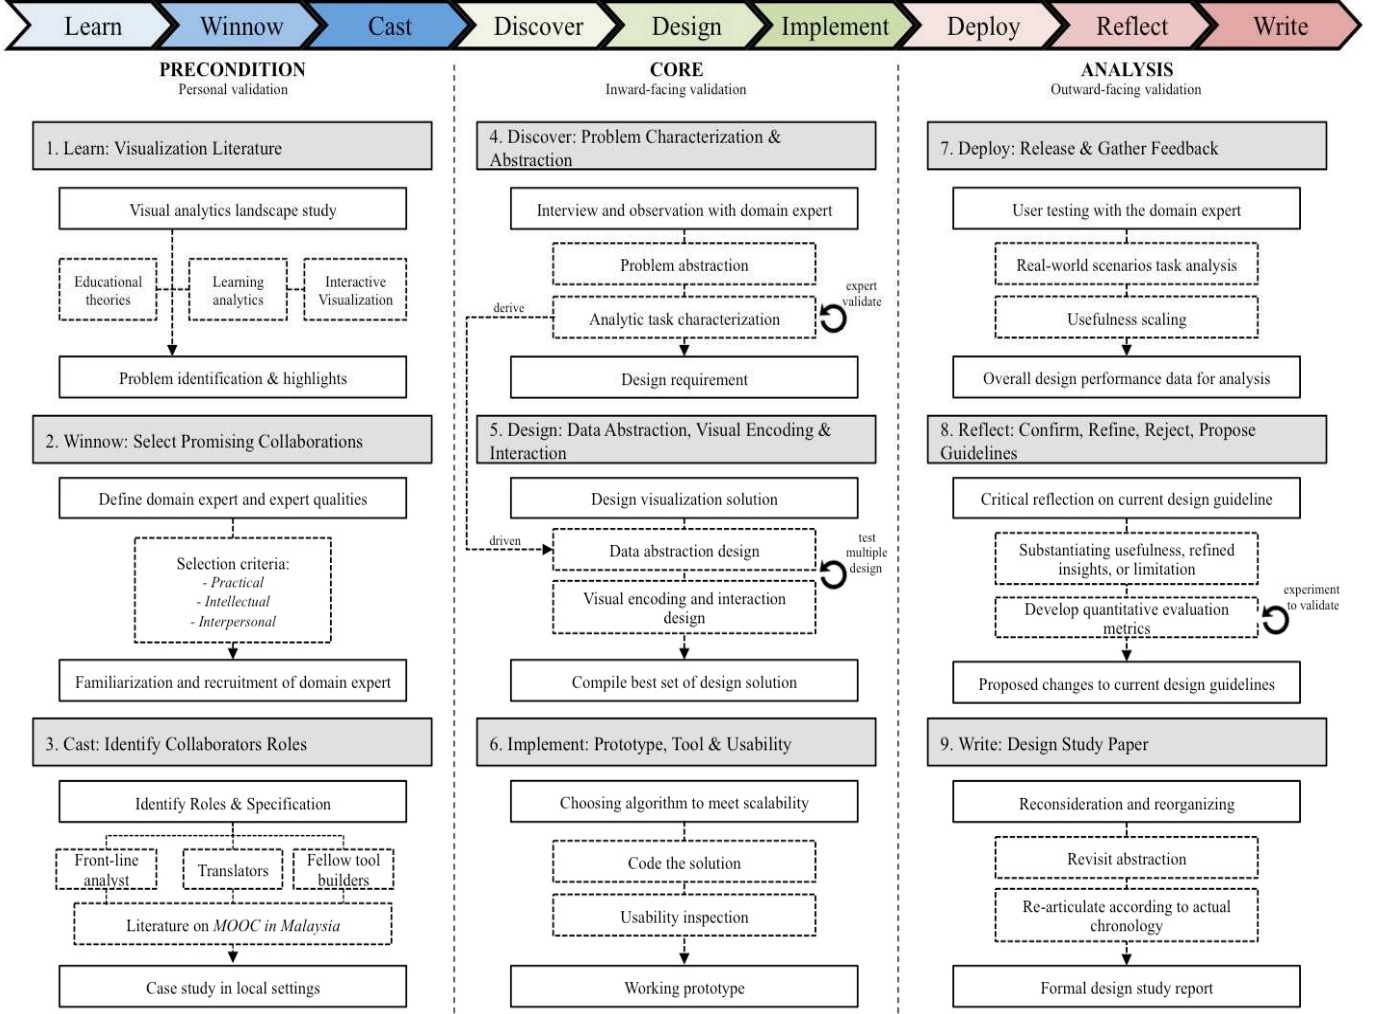 Learn
Winnow
Cast
Discover
Design
Implement
Deploy
Reflect
Write
PRECONDITION
Personal validation
1. Learn: Visualization Literature
Visual analytics landscape study
Educational
theories
Learning
analytics
Interactive
Visualization
Problem identification & highlights
2. Winnow: Select Promising Collaborations
Define domain expert and expert qualities
Selection criteria:
- Practical
- Intellectual
- Interpersonal
Familiarization and recruitment of domain expert
3. Cast: Identify Collaborators Roles
Identify Roles & Specification
Front-line
analyst
Translators
Fellow tool
builders
Literature on MOOC in Malaysia
Case study in local settings
CORE
Inward-facing validation
4. Discover: Problem Characterization &
Abstraction
Interview and observation with domain expert
Problem abstraction
Analytic task characterization
expert
validate
derive
Design requirement
5. Design: Data Abstraction, Visual Encoding &
Interaction
Design visualization solution
driven
Data abstraction design
test
multiple
design
Visual encoding and interaction
design
Compile best set of design solution
6. Implement: Prototype, Tool & Usability
Choosing algorithm to meet scalability
Code the solution
Usability inspection
Working prototype
ANALYSIS
Outward-facing validation
7. Deploy: Release & Gather Feedback
User testing with the domain expert
Real-world scenarios task analysis
Usefulness scaling
Overall design performance data for analysis
8. Reflect: Confirm, Refine, Reject, Propose
Guidelines
Critical reflection on current design guideline
Substantiating usefulness, refined
insights, or limitation
Develop quantitative evaluation
metrics
experiment
to validate
Proposed changes to current design guidelines
9. Write: Design Study Paper
Reconsideration and reorganizing
Revisit abstraction
Re-articulate according to actual
chronology
Formal design study report